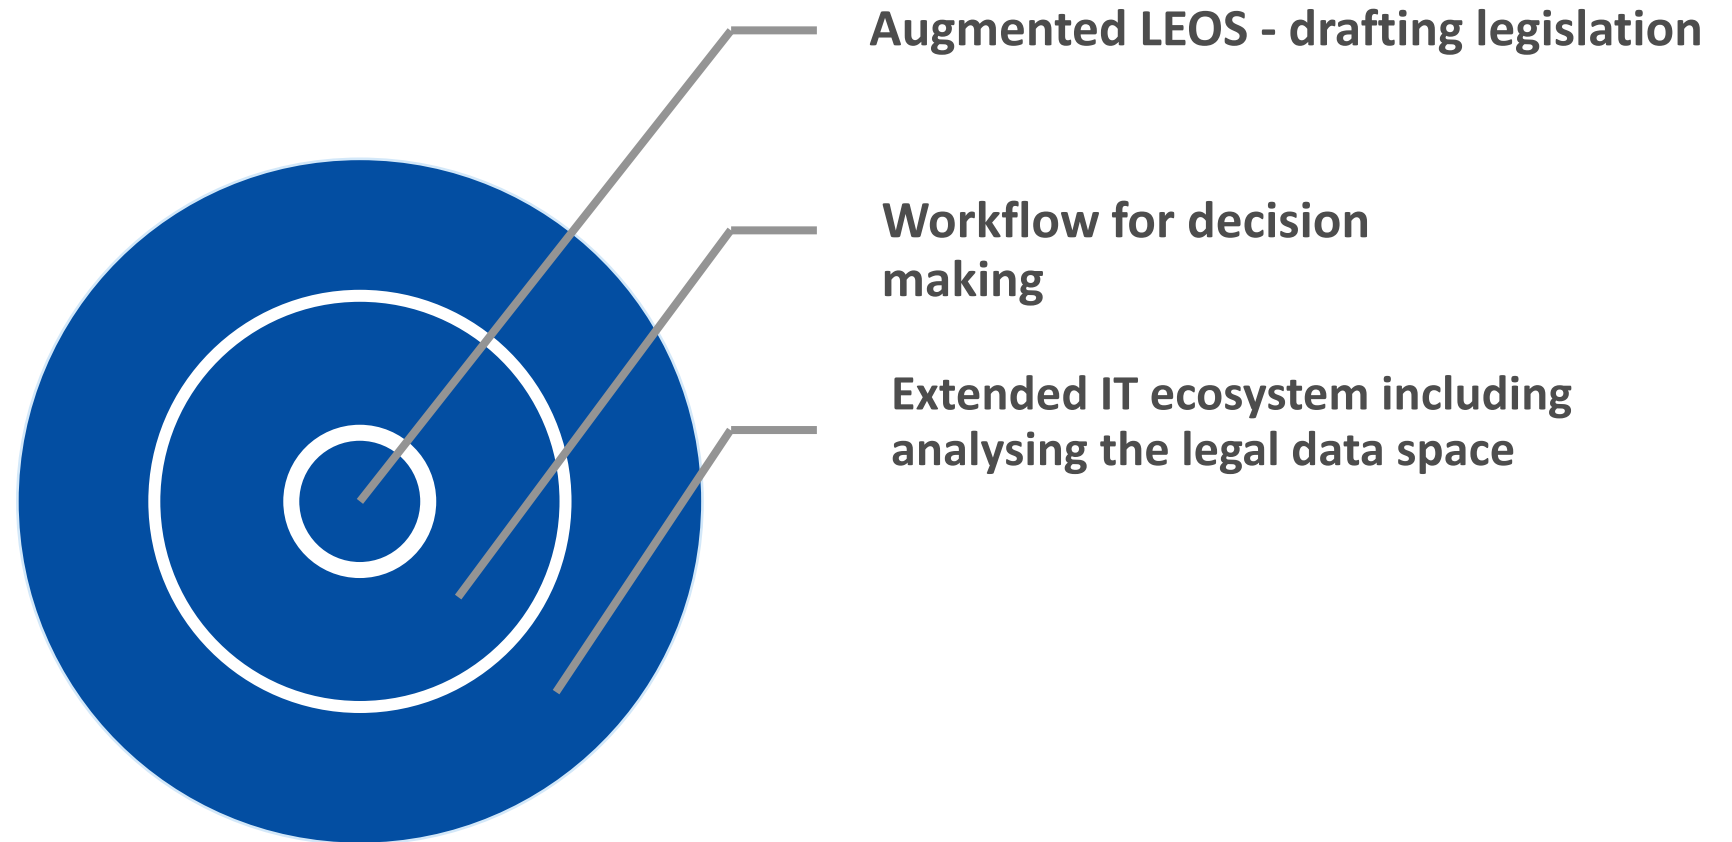 Augmented LEOS - drafting legislation
Workflow for decision
making
Extended IT ecosystem including
analysing the legal data space